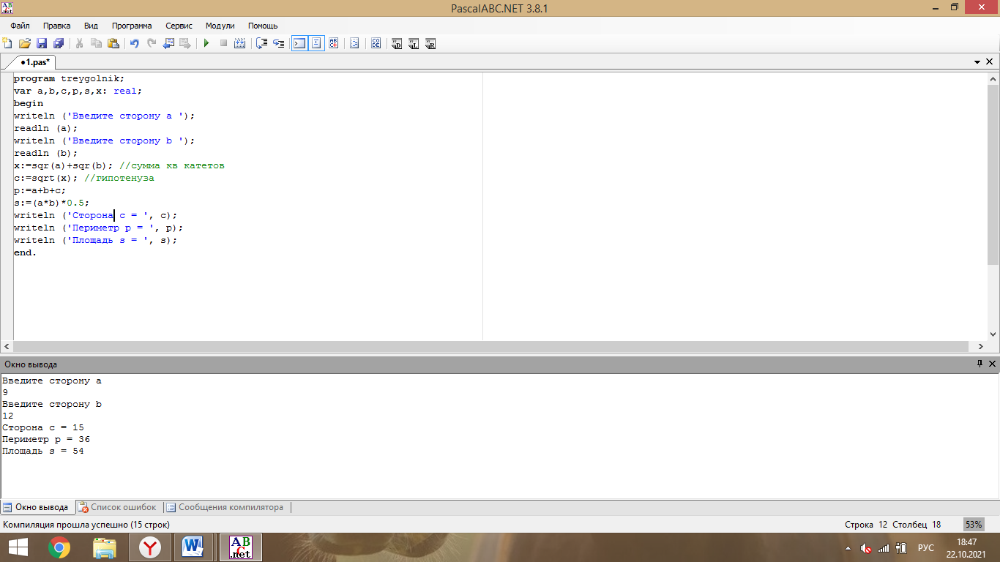 PascalABC.NET 3.8.1
Файл Правка Вид Программа Сервис Модули Помощь
●1.pas*
program treygolnik;
var a,b,c,p,s,x: real;
begin
writeln ('Введите сторону a ');
readln (a);
writeln ('Введите сторону b ');
readln (b);
x:=sqr(a)+sqr(b); //сумма кв катетов
c:=sqrt(x); //гипотенуза
p:=a+b+c;
s:=(a*b)*0.5;
writeln ('Сторона c = ', c);
writeln ('Периметр p = ', p);
writeln ('Площадь s = ', s);
end.
Окно вывода
Введите сторону a
9
Введите сторону b
12
Сторона c = 15
Периметр p = 36
Площадь s = 54
Окно вывода Список ошибок Сообщения компилятора
Компиляция прошла успешно (15 строк) Строка 12 Столбец 18 53%
AB C .net РУС 18:47
22.10.2021